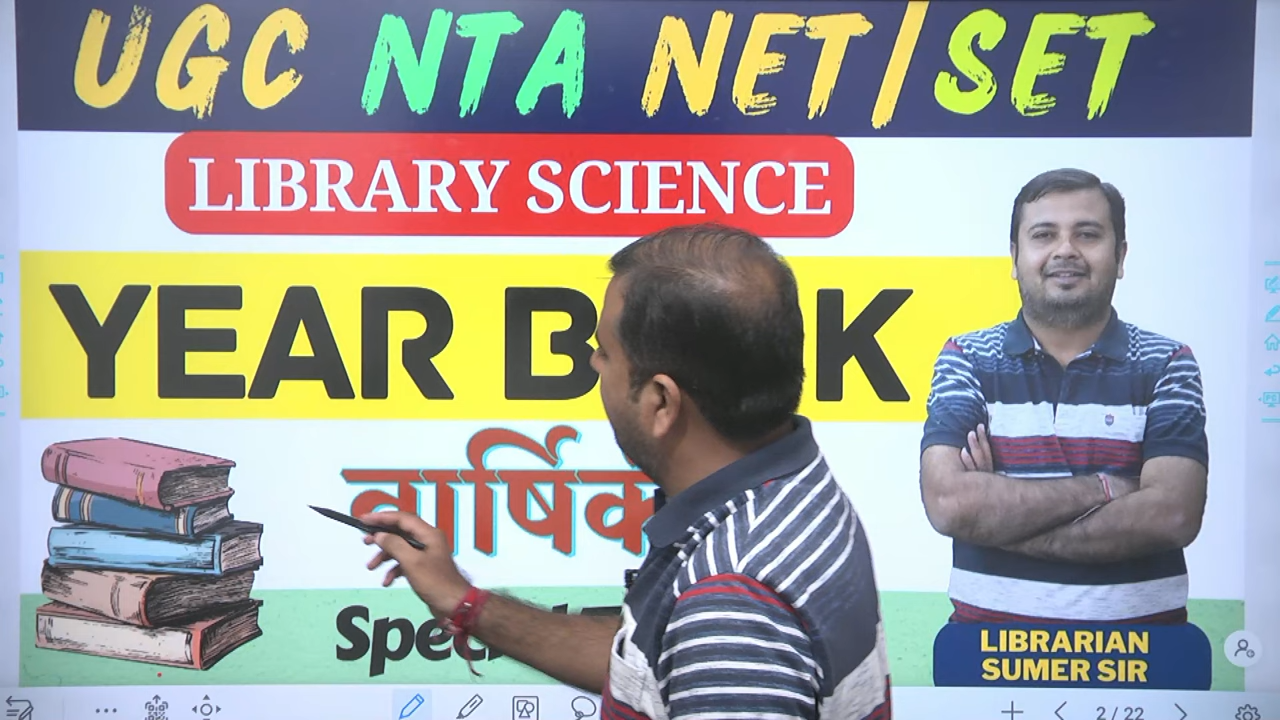 UGC NTA NET/SET
LIBRARY SCIENCE
YEAR
वार्षिक
LIBRARIAN
SUMER SIR
2/22